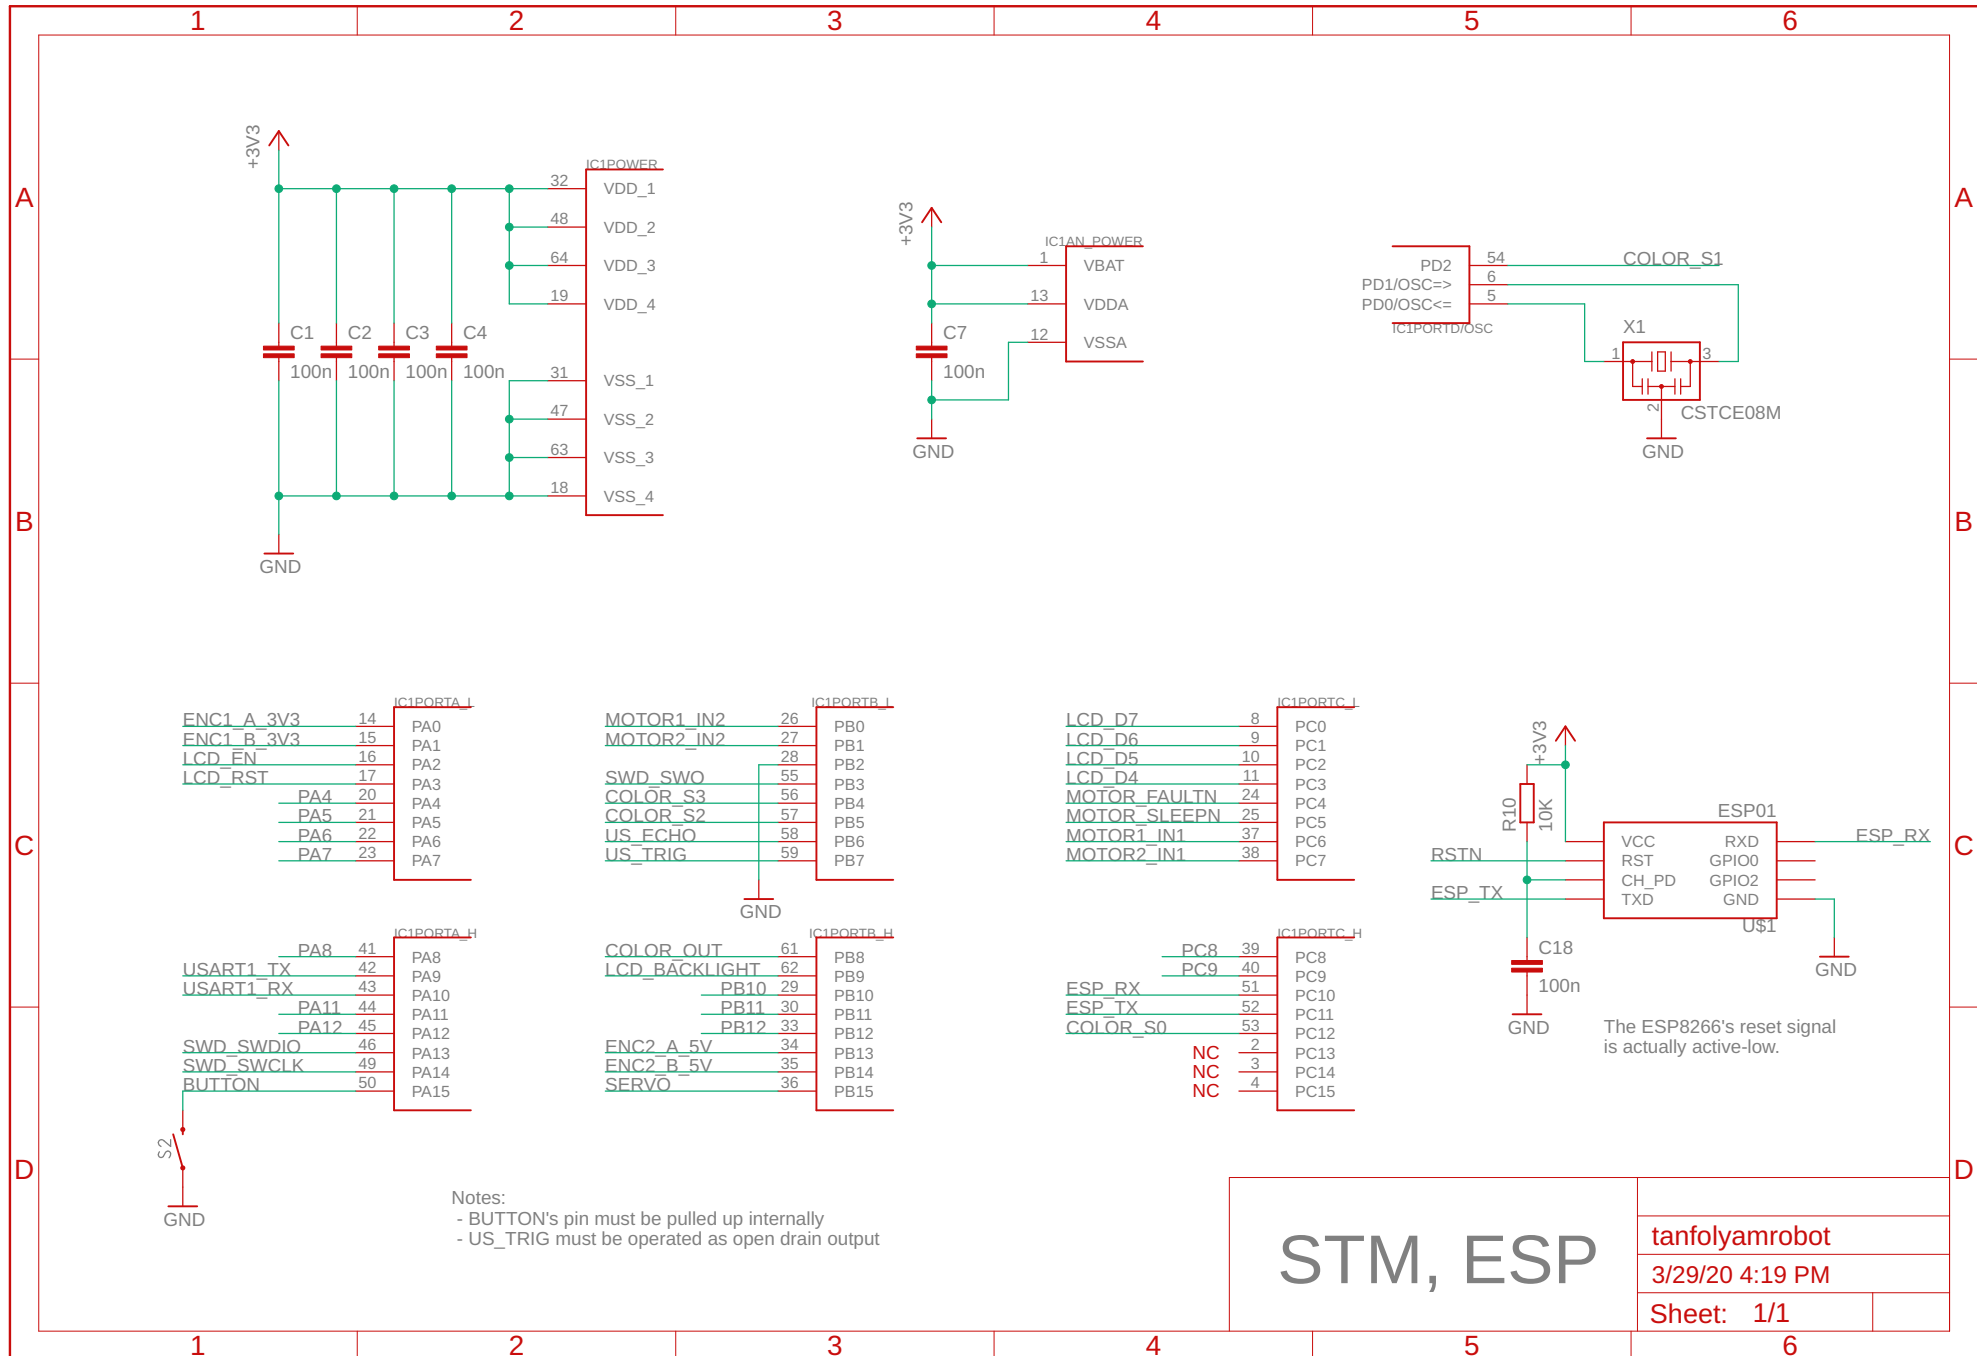 1 2 3 4 5 6
A A
B B
C C
D D
+3V3
IC1POWER
32 VDD_1
48 VDD_2
64 VDD_3
19 VDD_4
C1 C2 C3 C4
100n 100n 100n 100n
31 VSS_1
47 VSS_2
63 VSS_3
18 VSS_4
GND
+3V3
IC1AN_POWER
1 VBAT
13 VDDA
12 VSSA
C7
100n
GND
PD2 54 COLOR_S1
PD1/OSC=> 6
PD0/OSC<= 5
IC1PORTD/OSC
X1
1 3
2
CSTCE08M
GND
IC1PORTA_L
ENC1_A_3V3 14 PA0
ENC1_B_3V3 15 PA1
LCD_EN 16 PA2
LCD_RST 17 PA3
PA4 20 PA4
PA5 21 PA5
PA6 22 PA6
PA7 23 PA7
IC1PORTB_L
MOTOR1_IN2 26 PB0
MOTOR2_IN2 27 PB1
28 PB2
SWD_SWO 55 PB3
COLOR_S3 56 PB4
COLOR_S2 57 PB5
US_ECHO 58 PB6
US_TRIG 59 PB7
GND
IC1PORTC_L
LCD_D7 8 PC0
LCD_D6 9 PC1
LCD_D5 10 PC2
LCD_D4 11 PC3
MOTOR_FAULTN 24 PC4
MOTOR_SLEEPN 25 PC5
MOTOR1_IN1 37 PC6
MOTOR2_IN1 38 PC7
+3V3
R10
10K
ESP01
VCC RXD ESP_RX
RSTN RST GPIO0
CH_PD GPIO2
ESP_TX TXD GND
U$1
C18
100n
GND
GND
The ESP8266's reset signal
is actually active-low.
IC1PORTA_H
PA8 41 PA8
USART1_TX 42 PA9
USART1_RX 43 PA10
PA11 44 PA11
PA12 45 PA12
SWD_SWDIO 46 PA13
SWD_SWCLK 49 PA14
BUTTON 50 PA15
S2
GND
IC1PORTB_H
COLOR_OUT 61 PB8
LCD_BACKLIGHT 62 PB9
PB10 29 PB10
PB11 30 PB11
PB12 33 PB12
ENC2_A_5V 34 PB13
ENC2_B_5V 35 PB14
SERVO 36 PB15
IC1PORTC_H
PC8 39 PC8
PC9 40 PC9
ESP_RX 51 PC10
ESP_TX 52 PC11
COLOR_S0 53 PC12
NC 2 PC13
NC 3 PC14
NC 4 PC15
Notes:
- BUTTON's pin must be pulled up internally
- US_TRIG must be operated as open drain output
STM, ESP
tanfolyamrobot
3/29/20 4:19 PM
Sheet: 1/1
1 2 3 4 5 6